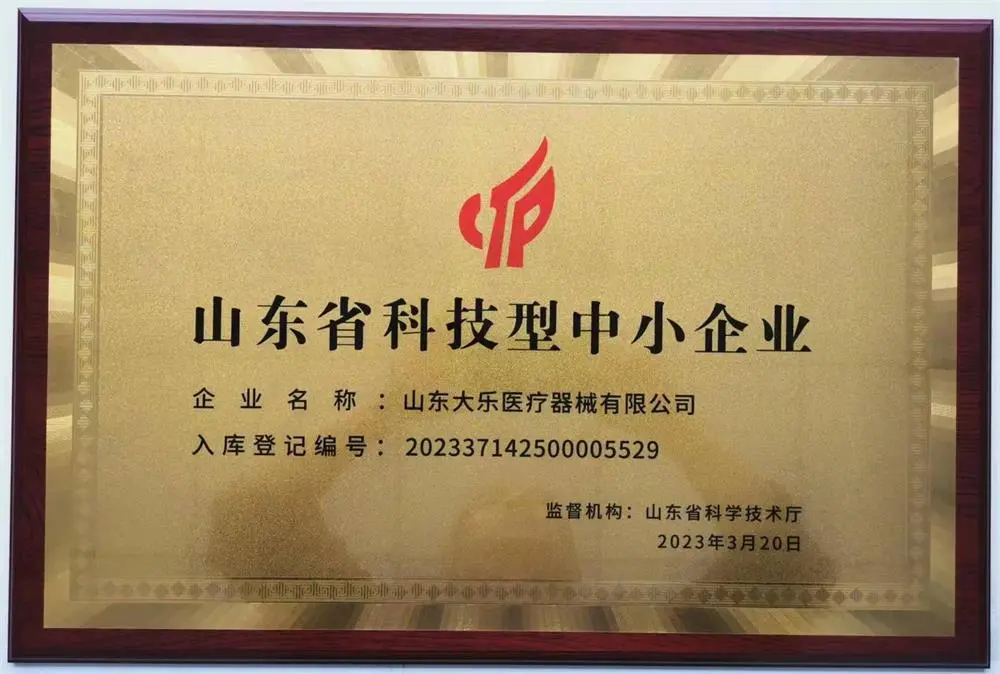 山东省科技型中小企业
企业名称：山东大乐医疗器械有限公司
入库登记编号：202337142500005529
监督机构：山东省科学技术厅
2023年3月20日